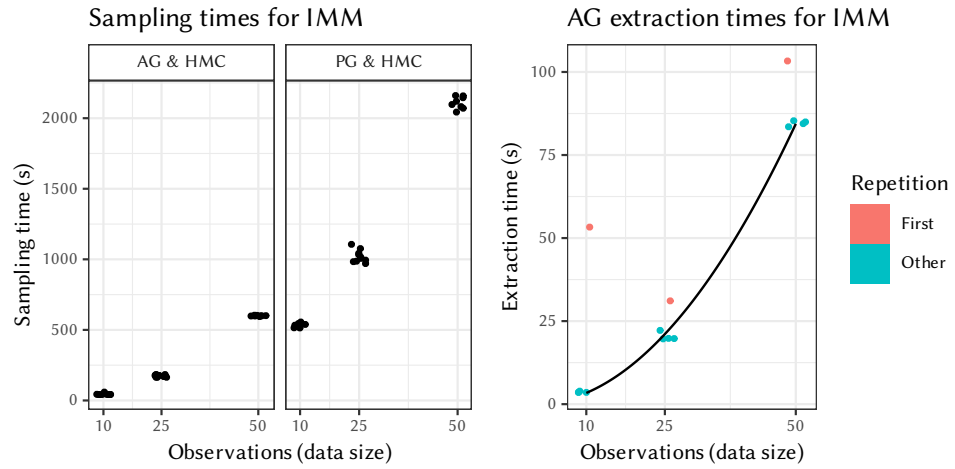 Sampling times for IMM
AG & HMC
PG & HMC
2000
1500
1000
500
0
Sampling time (s)
10 25 50
10 25 50
Observations (data size)
AG extraction times for IMM
100
75
50
25
0
Extraction time (s)
10 25 50
Observations (data size)
Repetition
First
Other